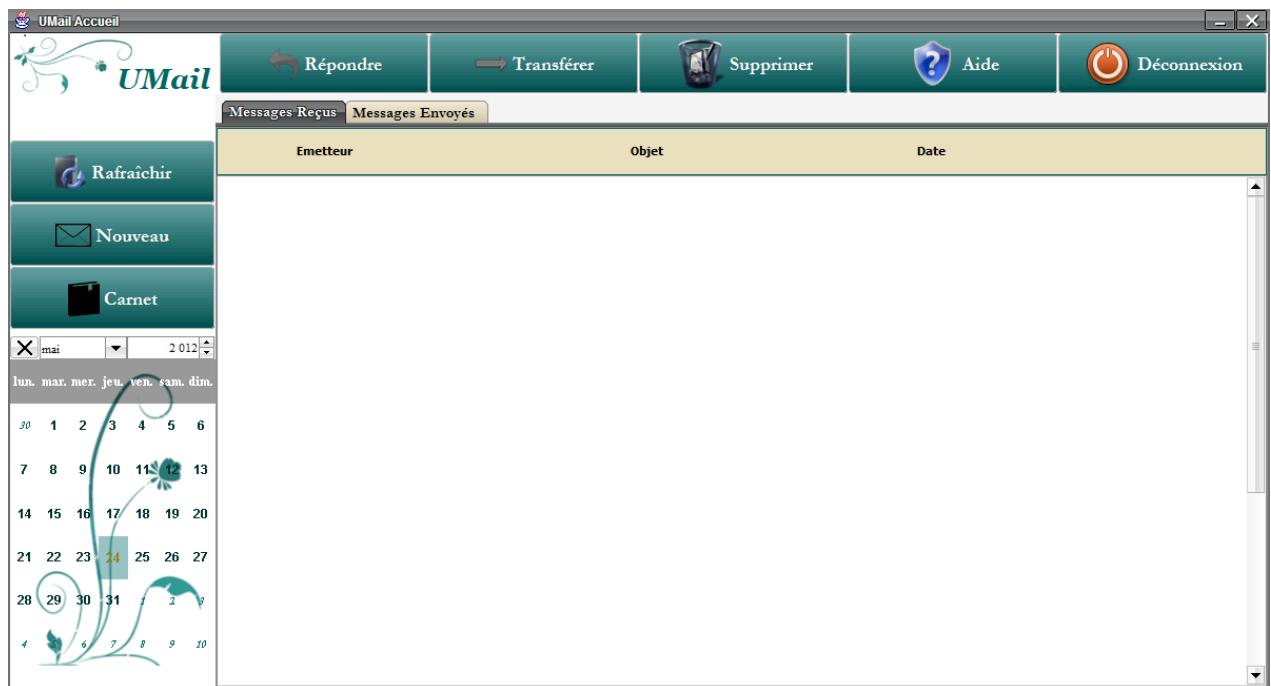 UMail Accueil
UMail
Répondre
Transférer
Supprimer
Aide
Déconnexion
Messages Reçus
Messages Envoyés
Emetteur
Objet
Date
Rafraîchir
Nouveau
Carnet
mai 2 012
lun. mar. mer. jeu. ven. sam. dim.
30 1 2 3 4 5 6
7 8 9 10 11 12 13
14 15 16 17 18 19 20
21 22 23 24 25 26 27
28 29 30 31 1 2 3
4 6 7 8 9 10